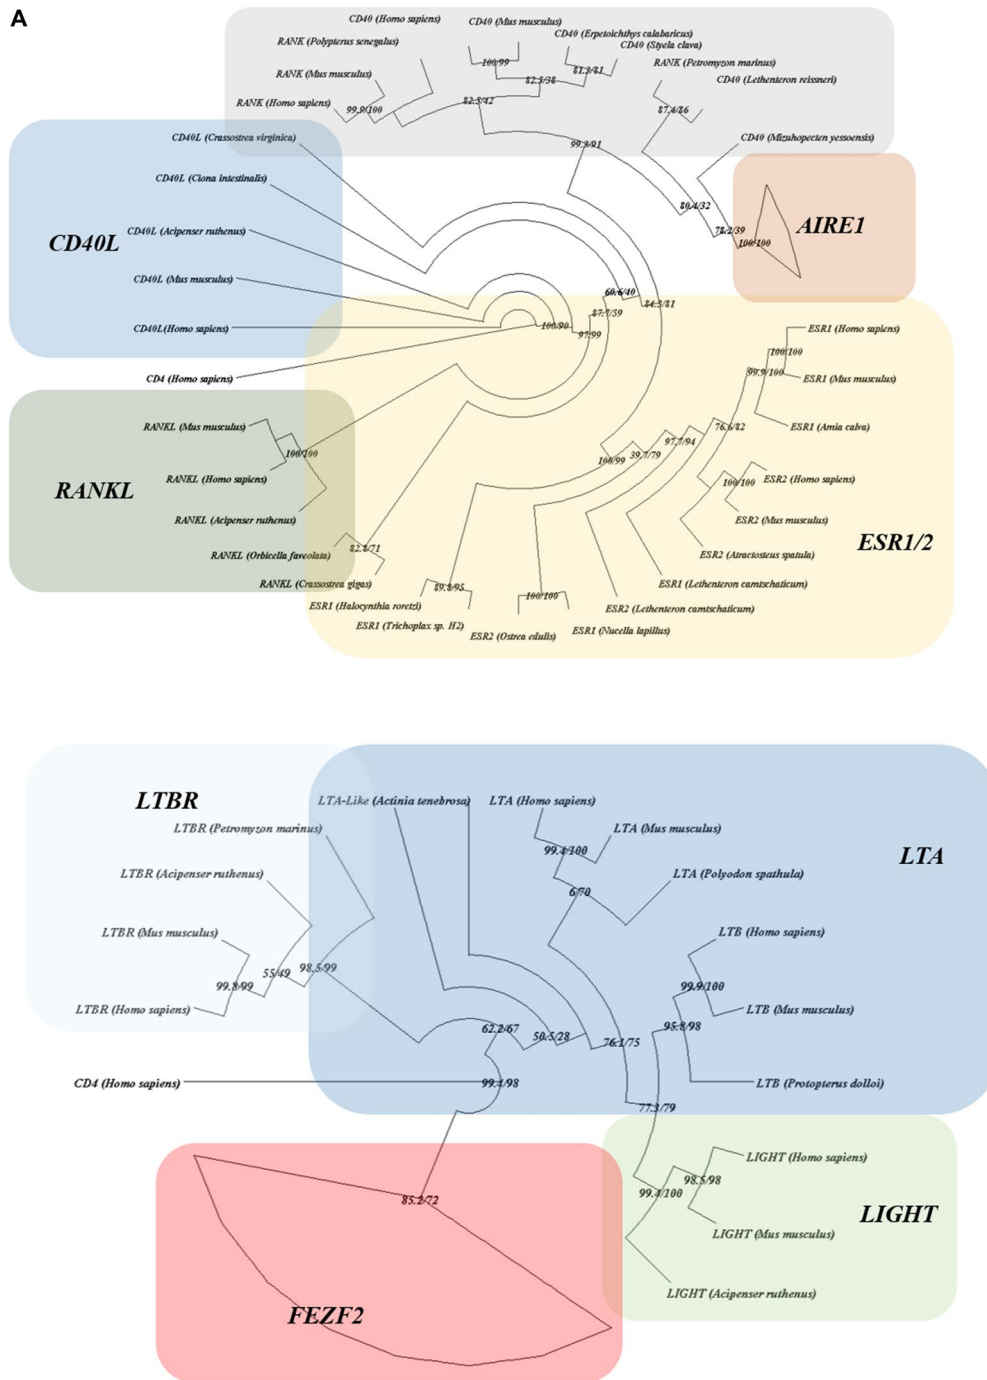 A
CD40 (Homo sapiens)
CD40 (Mus musculus)
RANK (Polypterus senegalus)
CD40 (Erpetoichthys calabaricus)
CD40 (Styela clava)
RANK (Mus musculus)
RANK (Petromyzon marinus)
RANK (Homo sapiens)
CD40 (Lethenteron reissneri)
100/99
81.3/81
82.5/38
82.5/42
99.9/100
87.4/86
CD40L (Crassostrea virginica)
CD40 (Mizuhopecten yessoensis)
99.3/91
CD40L (Ciona intestinalis)
80.4/32
AIRE1
CD40L (Acipenser ruthenus)
78.2/39
CD40L
100/100
CD40L (Mus musculus)
60.6/40
84.5/81
87.7/59
CD40L(Homo sapiens)
100/90
97/99
ESR1 (Homo sapiens)
100/100
CD4 (Homo sapiens)
99.9/100
ESR1 (Mus musculus)
RANKL (Mus musculus)
76.6/82
ESR1 (Amia calva)
100/100
97.7/94
39.7/79
100/99
RANKL (Homo sapiens)
100/100
ESR2 (Homo sapiens)
RANKL
RANKL (Acipenser ruthenus)
ESR2 (Mus musculus)
ESR1/2
82.8/71
RANKL (Orbicella faveolata)
ESR2 (Atractosteus spatula)
RANKL (Crassostrea gigas)
ESR1 (Lethenteron camtschaticum)
89.8/95
100/100
ESR1 (Halocynthia roretzi)
ESR2 (Lethenteron camtschaticum)
ESR1 (Trichoplax sp. H2)
ESR2 (Ostrea edulis)
ESR1 (Nucella lapillus)
LTBR
LTA-Like (Actinia tenebrosa)
LTA (Homo sapiens)
LTBR (Petromyzon marinus)
LTA (Mus musculus)
99.4/100
LTA
LTBR (Acipenser ruthenus)
LTA (Polyodon spathula)
6/70
LTBR (Mus musculus)
LTB (Homo sapiens)
98.5/99
55/49
99.8/99
99.9/100
LTBR (Homo sapiens)
LTB (Mus musculus)
62.2/67
50.5/28
76.1/75
95.8/98
CD4 (Homo sapiens)
99.4/98
LTB (Protopterus dolloi)
77.3/79
LIGHT (Homo sapiens)
98.5/98
99.4/100
85.2/72
LIGHT
LIGHT (Mus musculus)
LIGHT (Acipenser ruthenus)
FEZF2